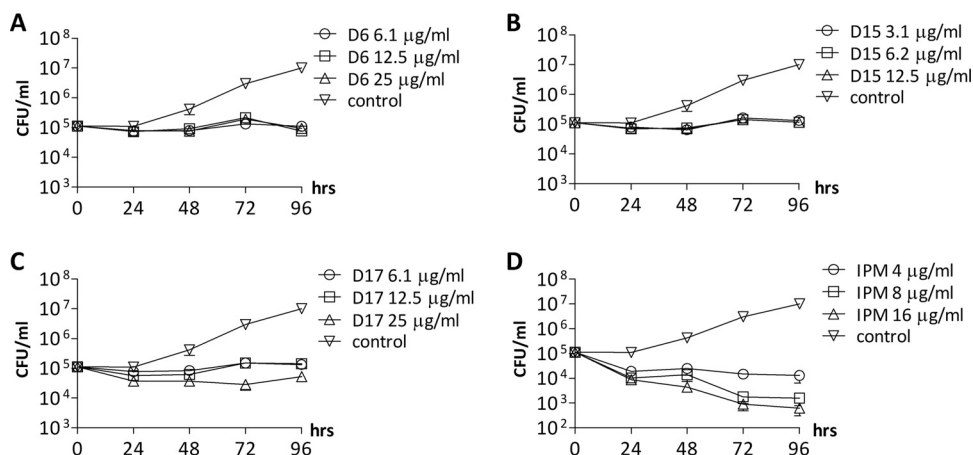 A
D6 6.1 µg/ml
D6 12.5 µg/ml
D6 25 µg/ml
control
CFU/ml
10⁸
10⁷
10⁶
10⁵
10⁴
10³
0 24 48 72 96
hrs
B
D15 3.1 µg/ml
D15 6.2 µg/ml
D15 12.5 µg/ml
control
CFU/ml
10⁸
10⁷
10⁶
10⁵
10⁴
10³
0 24 48 72 96
hrs
C
D17 6.1 µg/ml
D17 12.5 µg/ml
D17 25 µg/ml
control
CFU/ml
10⁸
10⁷
10⁶
10⁵
10⁴
10³
0 24 48 72 96
hrs
D
IPM 4 µg/ml
IPM 8 µg/ml
IPM 16 µg/ml
control
CFU/ml
10⁸
10⁷
10⁶
10⁵
10⁴
10³
10²
0 24 48 72 96
hrs